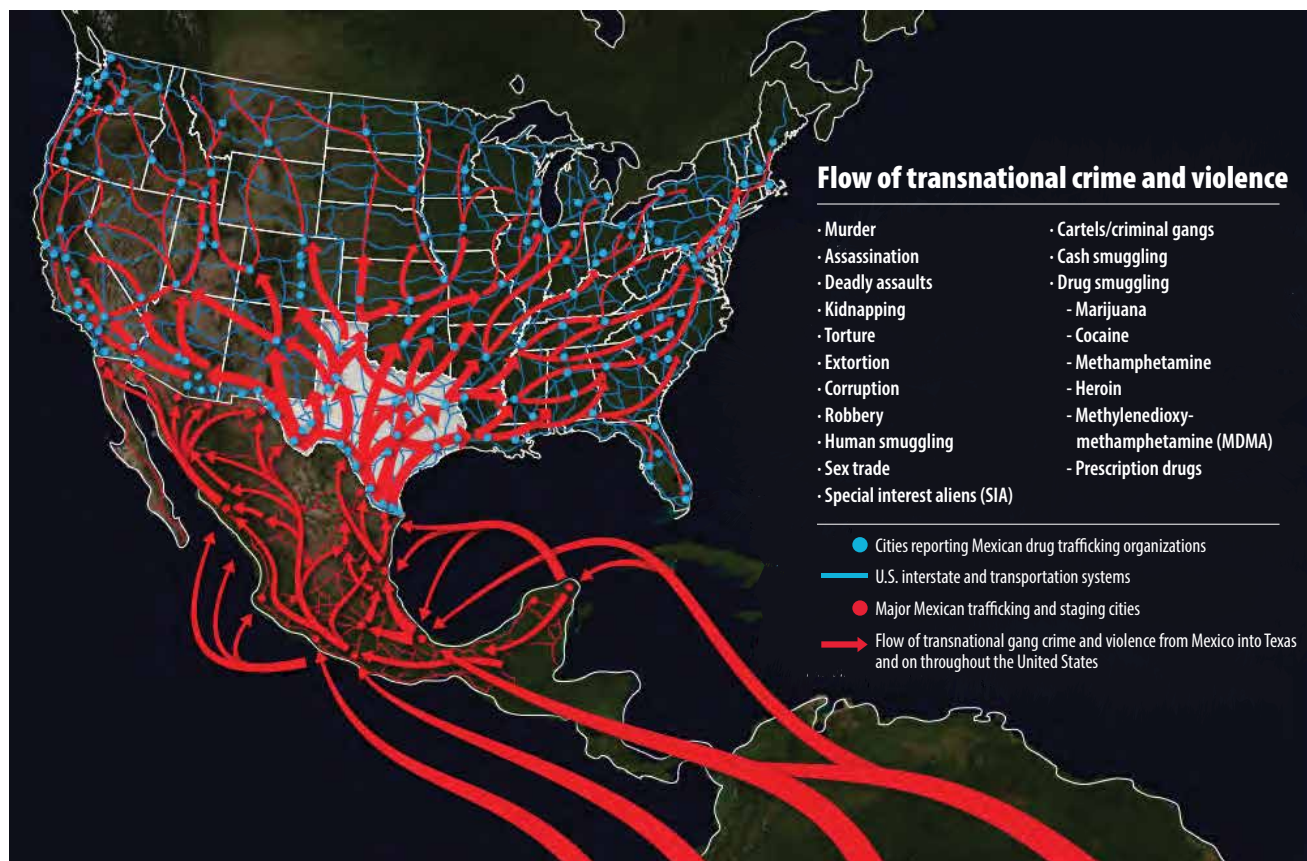 Flow of transnational crime and violence
· Murder
· Assassination
· Deadly assaults
· Kidnapping
· Torture
· Extortion
· Corruption
· Robbery
· Human smuggling
· Sex trade
· Special interest aliens (SIA)
· Cartels/criminal gangs
· Cash smuggling
· Drug smuggling
- Marijuana
- Cocaine
- Methamphetamine
- Heroin
- Methylenedioxy-
methamphetamine (MDMA)
- Prescription drugs
Cities reporting Mexican drug trafficking organizations
U.S. interstate and transportation systems
Major Mexican trafficking and staging cities
Flow of transnational gang crime and violence from Mexico into Texas
and on throughout the United States